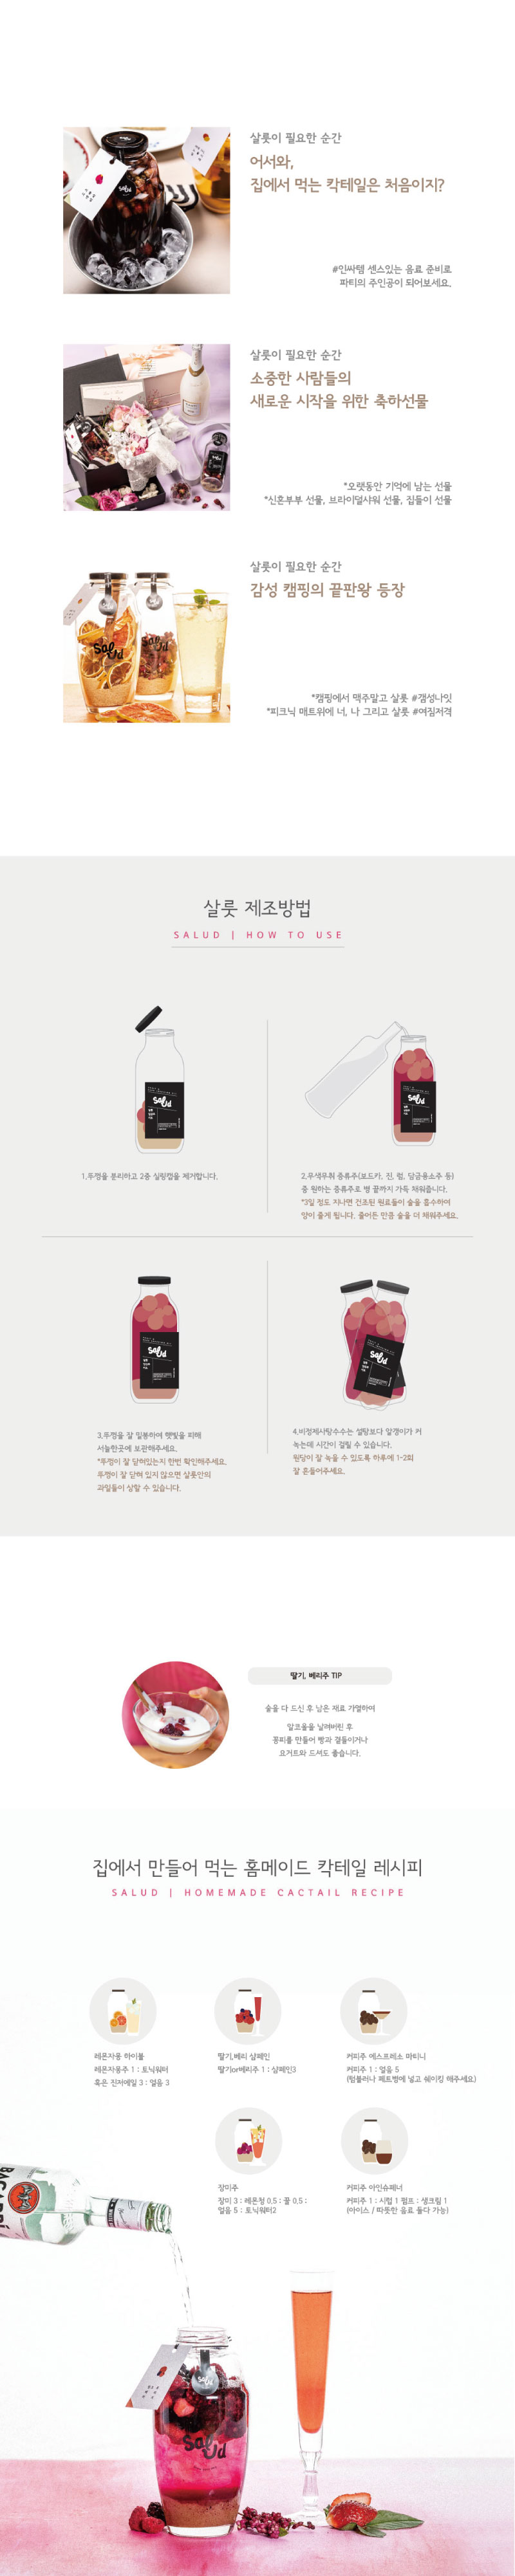 살룻이 필요한 순간
어서와,
집에서 먹는 칵테일은 처음이지?
#인싸템 센스있는 음료 준비로
파티의 주인공이 되어보세요.
살룻이 필요한 순간
소중한 사람들의
새로운 시작을 위한 축하선물
*오랫동안 기억에 남는 선물
*신혼부부 선물, 브라이덜샤워 선물, 집들이 선물
살룻이 필요한 순간
감성 캠핑의 끝판왕 등장
Salud
Salud
*캠핑에서 맥주말고 살룻 #갬성나잇
*피크닉 매트위에 너, 나 그리고 살룻 #여짐저격
살룻 제조방법
SALUD | HOW TO USE
Salud
Salud
1.뚜껑을 분리하고 2중 실링캡을 제거합니다.
2.무색무취 증류주(보드카, 진, 럼, 담금용소주 등)
중 원하는 증류주로 병 끝까지 가득 채워줍니다.
*3일 정도 지나면 건조된 원료들이 술을 흡수하여
양이 줄게 됩니다. 줄어든 만큼 술을 더 채워주세요.
Salud
Salud
3.뚜껑을 잘 밀봉하여 햇빛을 피해
서늘한곳에 보관해주세요.
*뚜껑이 잘 닫혀있는지 한번 확인해주세요.
뚜껑이 잘 닫혀 있지 않으면 살룻안의
과일들이 상할 수 있습니다.
4.비정제사탕수수는 설탕보다 알갱이가 커
녹는데 시간이 걸릴 수 있습니다.
원당이 잘 녹을 수 있도록 하루에 1-2회
잘 흔들어주세요.
딸기, 베리주 TIP
술을 다 드신 후 남은 재료 가열하여
알코올을 날려버린 후
콩피를 만들어 빵과 곁들이거나
요거트와 드셔도 좋습니다.
집에서 만들어 먹는 홈메이드 칵테일 레시피
SALUD | HOMEMADE CACTAIL RECIPE
레몬자몽 하이볼
레몬자몽주 1 : 토닉워터
혹은 진저에일 3 : 얼음 3
딸기,베리 샴페인
딸기or베리주 1 : 샴페인3
커피주 에스프레소 마티니
커피주 1 : 얼음 5
(텀블러나 페트병에 넣고 쉐이킹 해주세요)
장미주
장미 3 : 레몬청 0.5 : 꿀 0.5 :
얼음 5 : 토닉워터2
커피주 아인슈페너
커피주 1 : 시럽 1 펌프 : 생크림 1
(아이스 / 따뜻한 음료 둘다 가능)
BACARDÍ
Salud
Salud